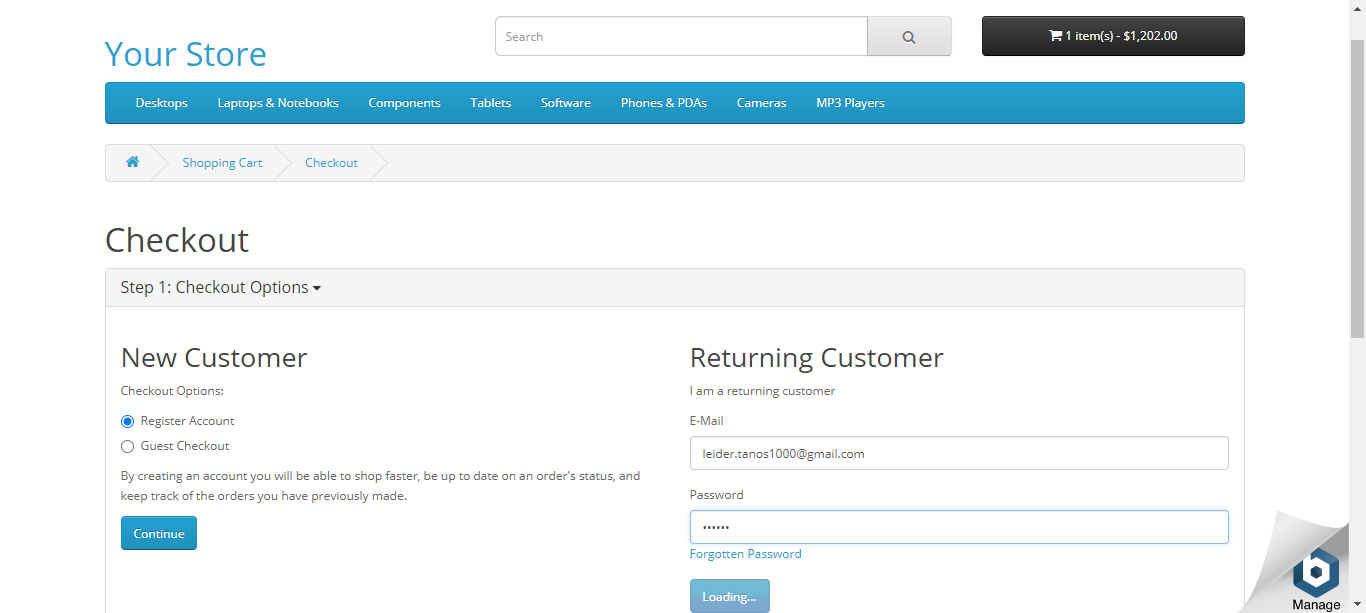 Your Store
Search
1 item(s) - $1,202.00
Desktops
Laptops & Notebooks
Components
Tablets
Software
Phones & PDAs
Cameras
MP3 Players
Shopping Cart
Checkout
Checkout
Step 1: Checkout Options
New Customer
Checkout Options:
Register Account
Guest Checkout
By creating an account you will be able to shop faster, be up to date on an order's status, and
keep track of the orders you have previously made.
Continue
Returning Customer
I am a returning customer
E-Mail
leider.tanos1000@gmail.com
Password
••••••
Forgotten Password
Loading...
b
Manage